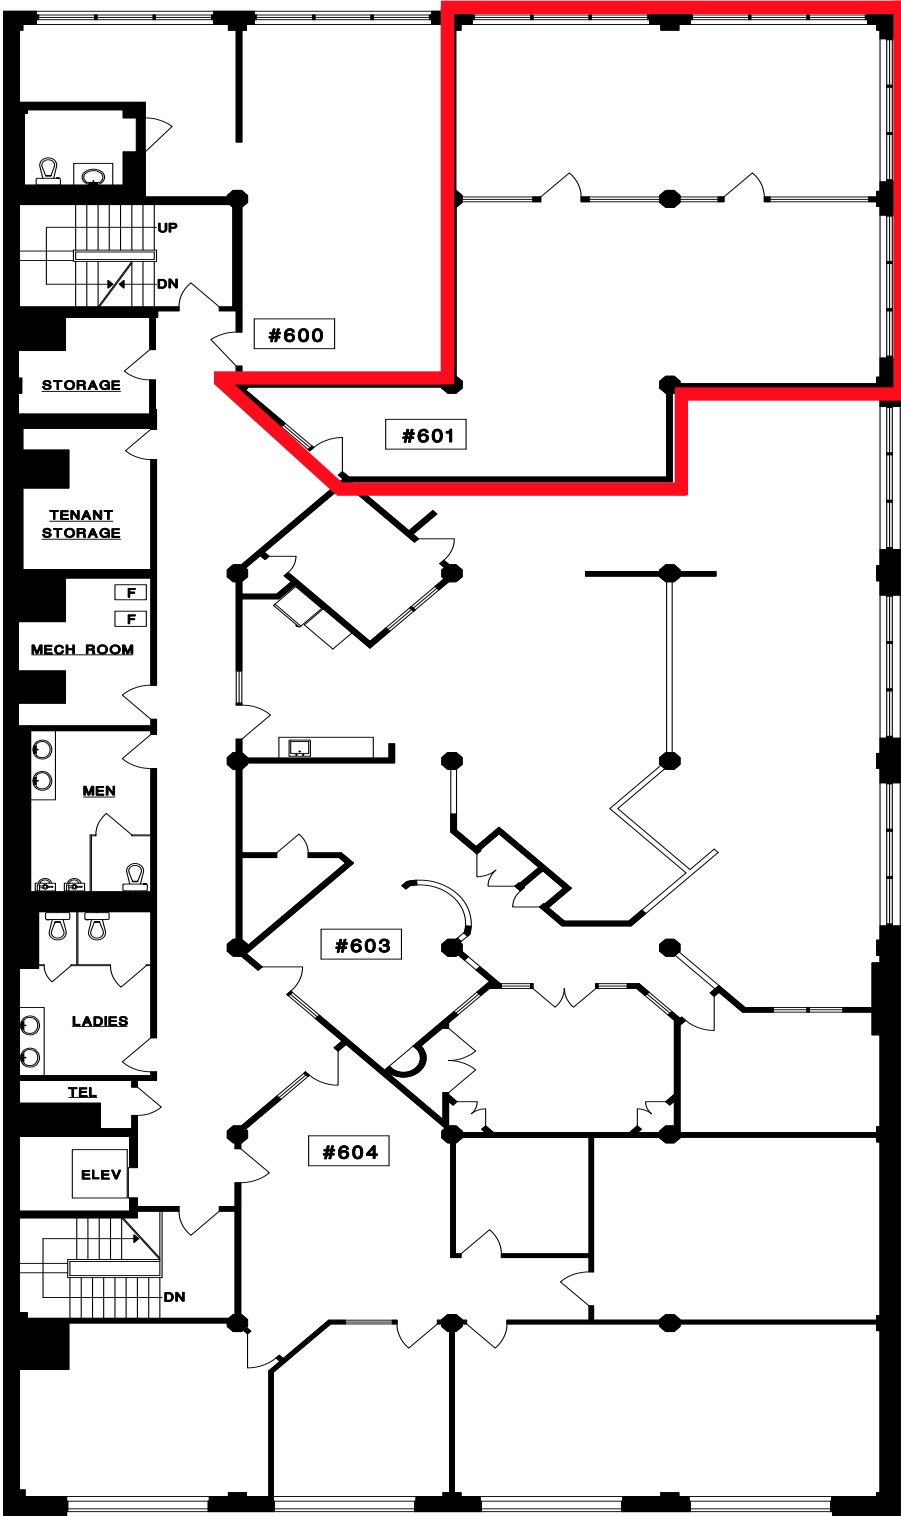 UP
DN
#600
STORAGE
#601
TENANT
STORAGE
F
F
MECH ROOM
MEN
#603
LADIES
TEL
#604
ELEV
DN